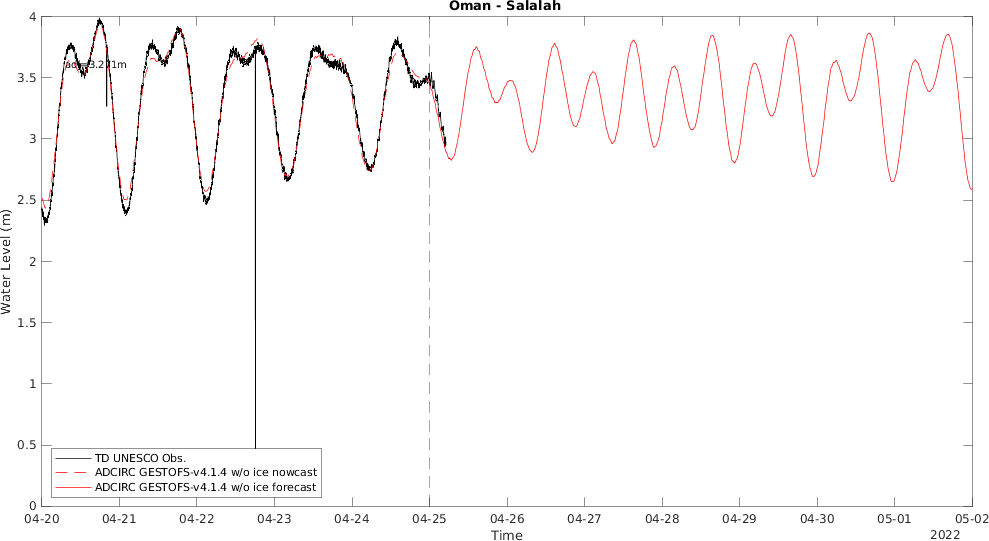 Oman - Salalah
4
3.5
3
2.5
2
1.5
1
0.5
0
Water Level (m)
TD UNESCO Obs.
ADCIRC GESTOFS-v4.1.4 w/o ice nowcast
ADCIRC GESTOFS-v4.1.4 w/o ice forecast
04-20 04-21 04-22 04-23 04-24 04-25 04-26 04-27 04-28 04-29 04-30 05-01 05-02
Time
2022